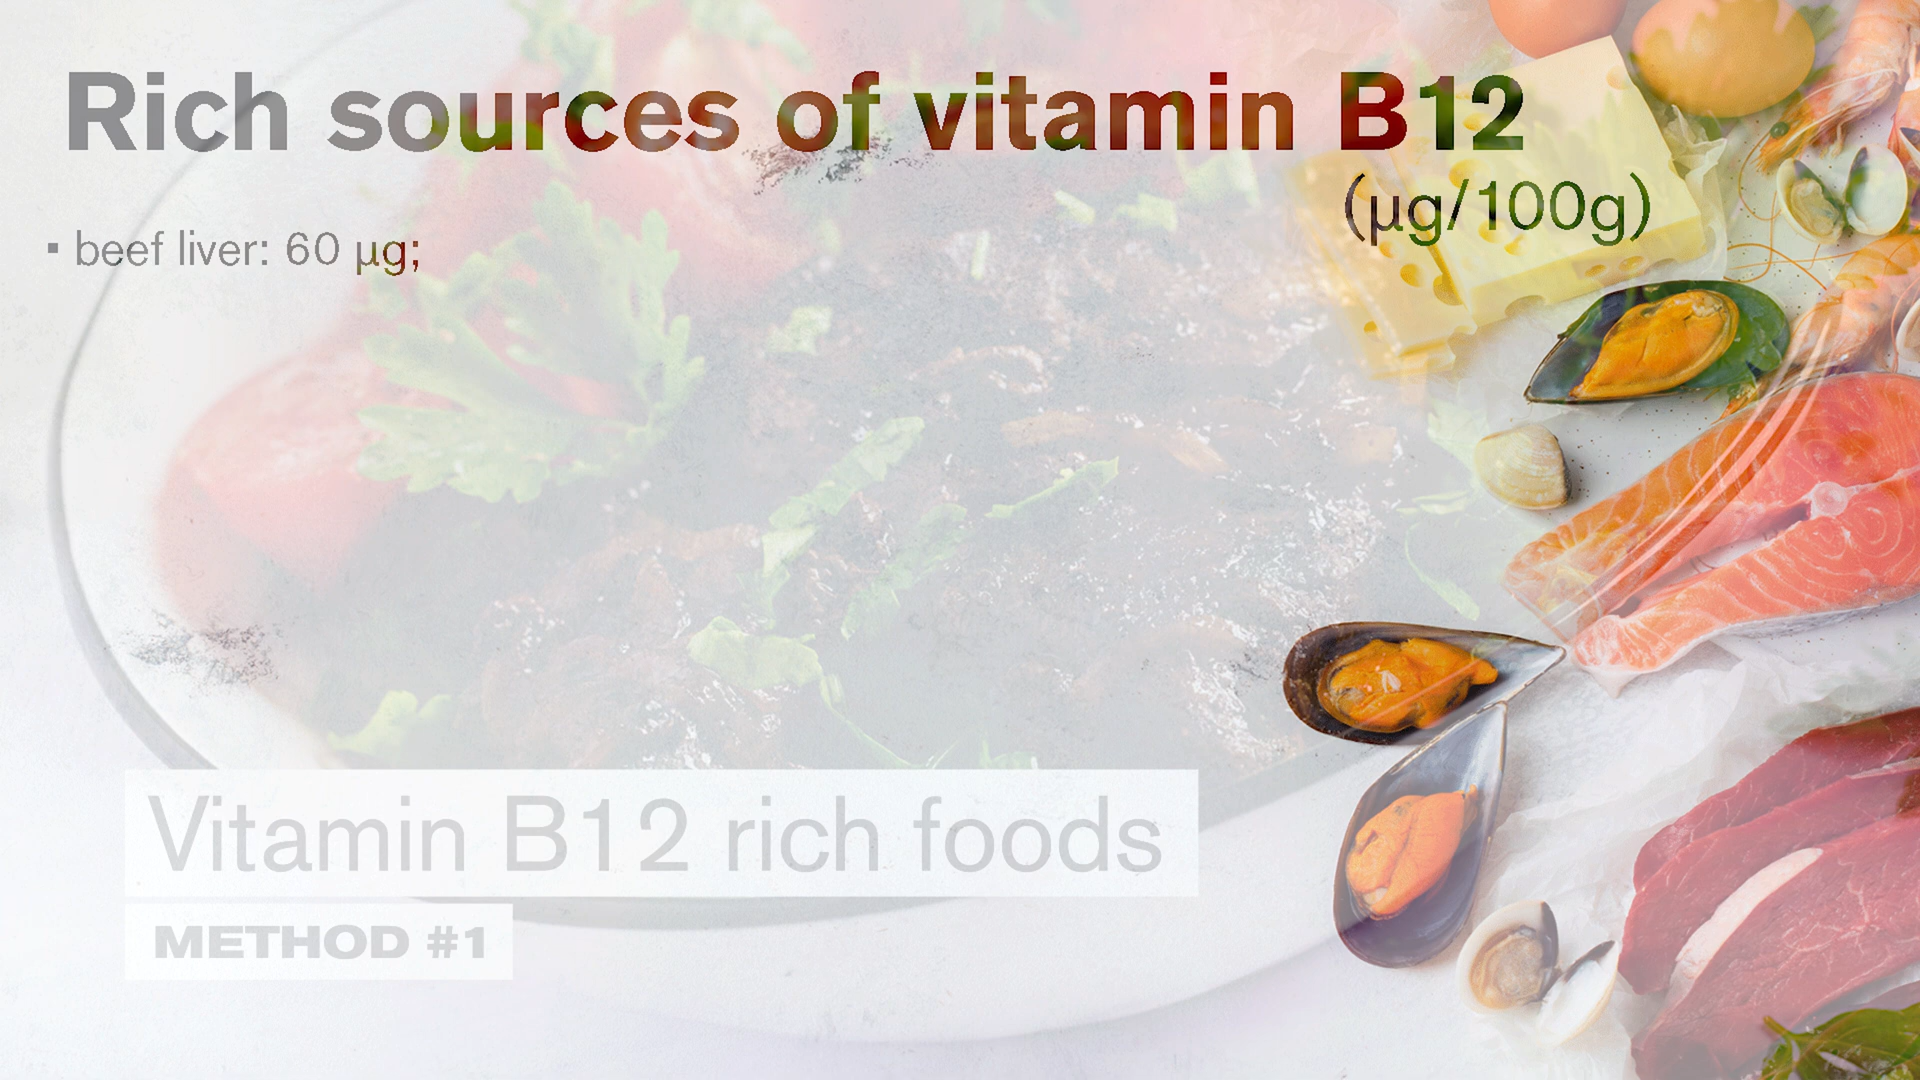 Rich sources of vitamin B12
(µg/100g)
▪ beef liver: 60 µg;
Vitamin B12 rich foods
METHOD #1